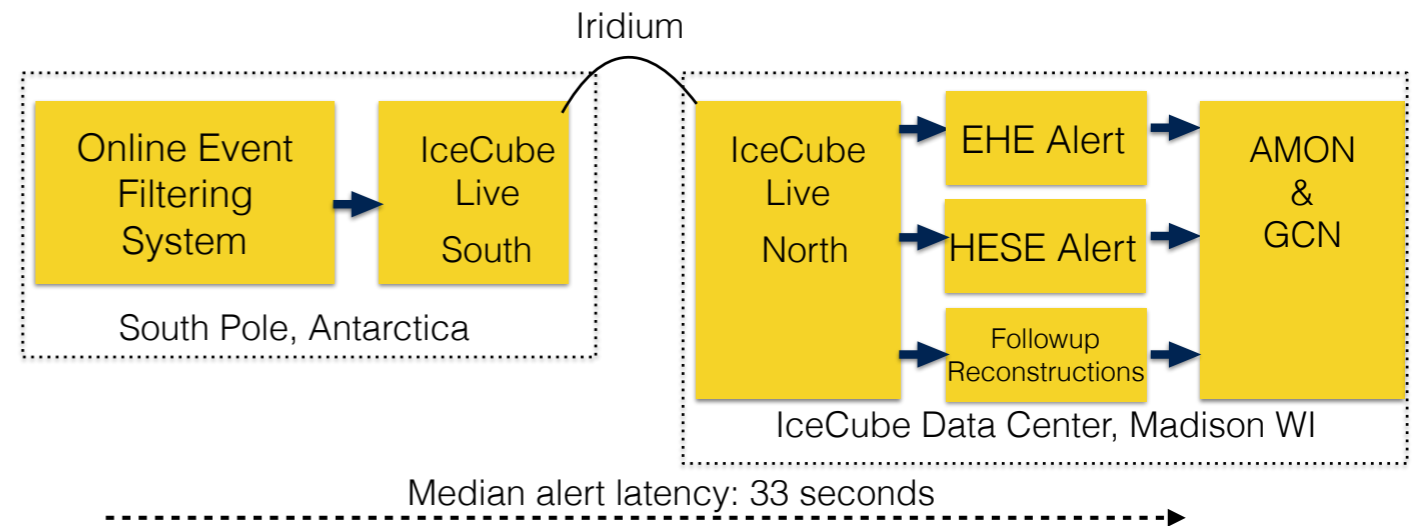 Iridium
Online Event
Filtering
System
IceCube
Live
South
South Pole, Antarctica
IceCube
Live
North
EHE Alert
HESE Alert
Followup
Reconstructions
AMON
&
GCN
IceCube Data Center, Madison WI
Median alert latency: 33 seconds